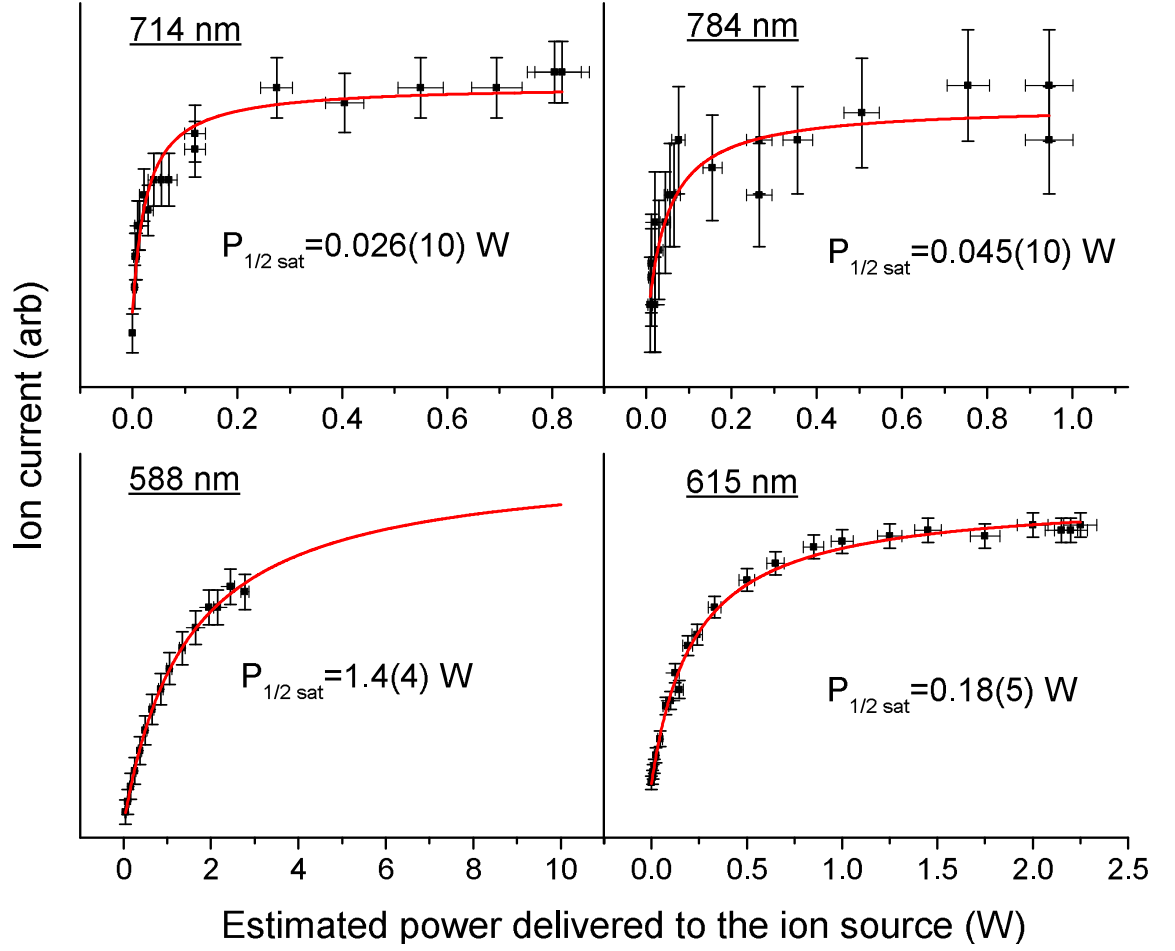 714 nm
784 nm
P1/2 sat=0.026(10) W
P1/2 sat=0.045(10) W
0.0 0.2 0.4 0.6 0.8
0.0 0.2 0.4 0.6 0.8 1.0
Ion current (arb)
588 nm
615 nm
P1/2 sat=1.4(4) W
P1/2 sat=0.18(5) W
0 2 4 6 8 10
0.0 0.5 1.0 1.5 2.0 2.5
Estimated power delivered to the ion source (W)